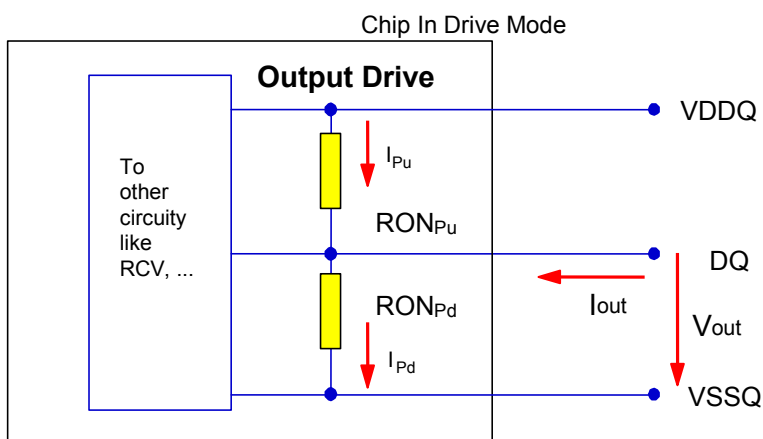 Chip In Drive Mode
Output Drive
VDDQ
To
other
circuity
like
RCV, ...
IPu
RONPu
DQ
Iout
Vout
RONPd
IPd
VSSQ